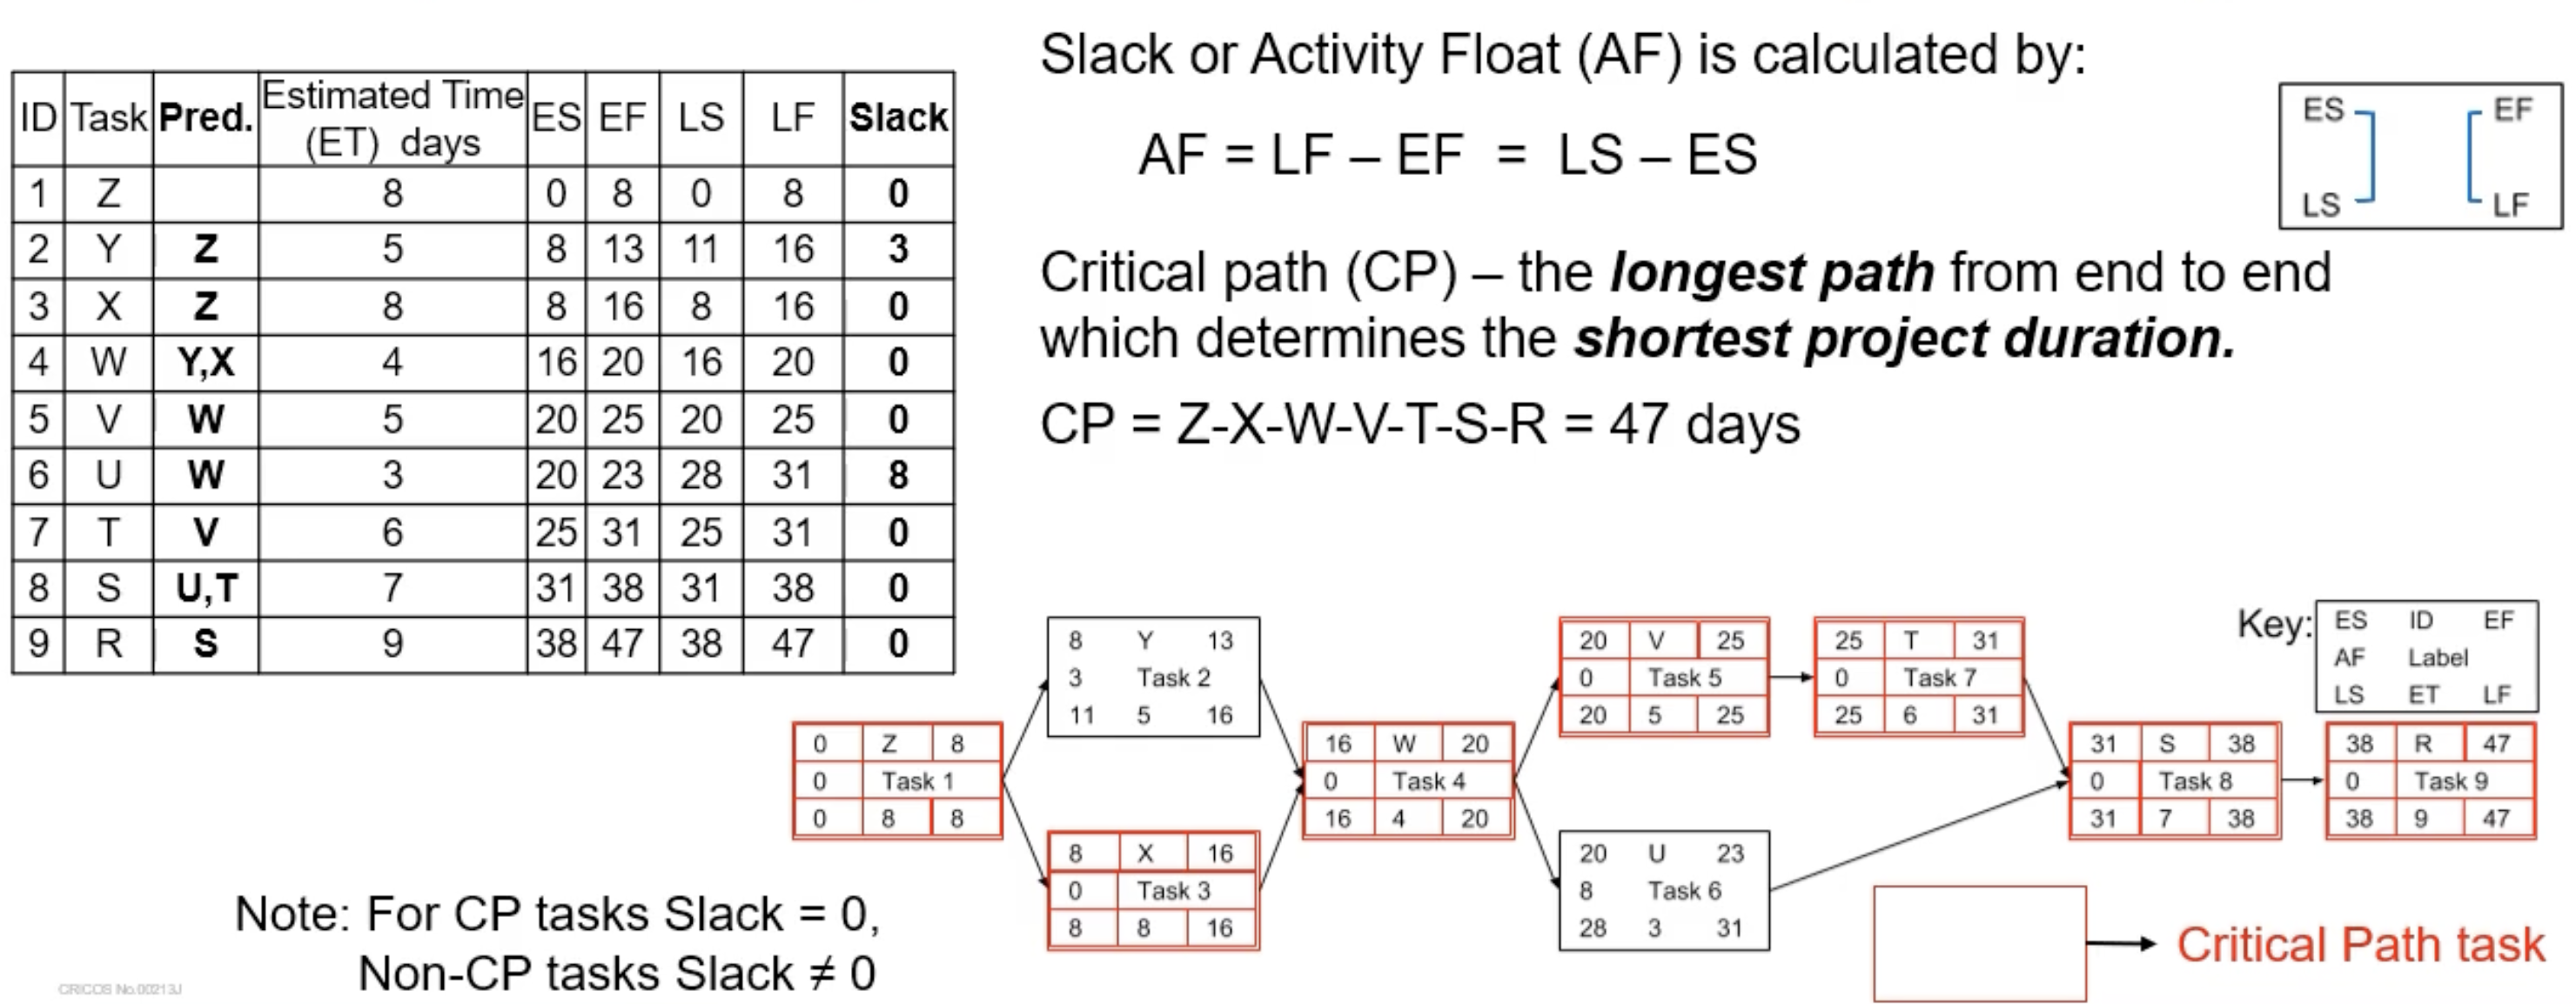 ID Task Pred. Estimated Time (ET) days ES EF LS LF Slack
1 Z 8 0 8 0 8 0
2 Y Z 5 8 13 11 16 3
3 X Z 8 8 16 8 16 0
4 W Y,X 4 16 20 16 20 0
5 V W 5 20 25 20 25 0
6 U W 3 20 23 28 31 8
7 T V 6 25 31 25 31 0
8 S U,T 7 31 38 31 38 0
9 R S 9 38 47 38 47 0
Slack or Activity Float (AF) is calculated by:
AF = LF – EF = LS – ES
ES EF
LS LF
Critical path (CP) – the longest path from end to end
which determines the shortest project duration.
CP = Z-X-W-V-T-S-R = 47 days
Key:
ES ID EF
AF Label
LS ET LF
0 Z 8
0 Task 1
0 8 8
8 Y 13
3 Task 2
11 5 16
8 X 16
0 Task 3
8 8 16
16 W 20
0 Task 4
16 4 20
20 V 25
0 Task 5
20 5 25
20 U 23
8 Task 6
28 3 31
25 T 31
0 Task 7
25 6 31
31 S 38
0 Task 8
31 7 38
38 R 47
0 Task 9
38 9 47
Critical Path task
Note: For CP tasks Slack = 0,
Non-CP tasks Slack ≠ 0
CRICOS No.00213J